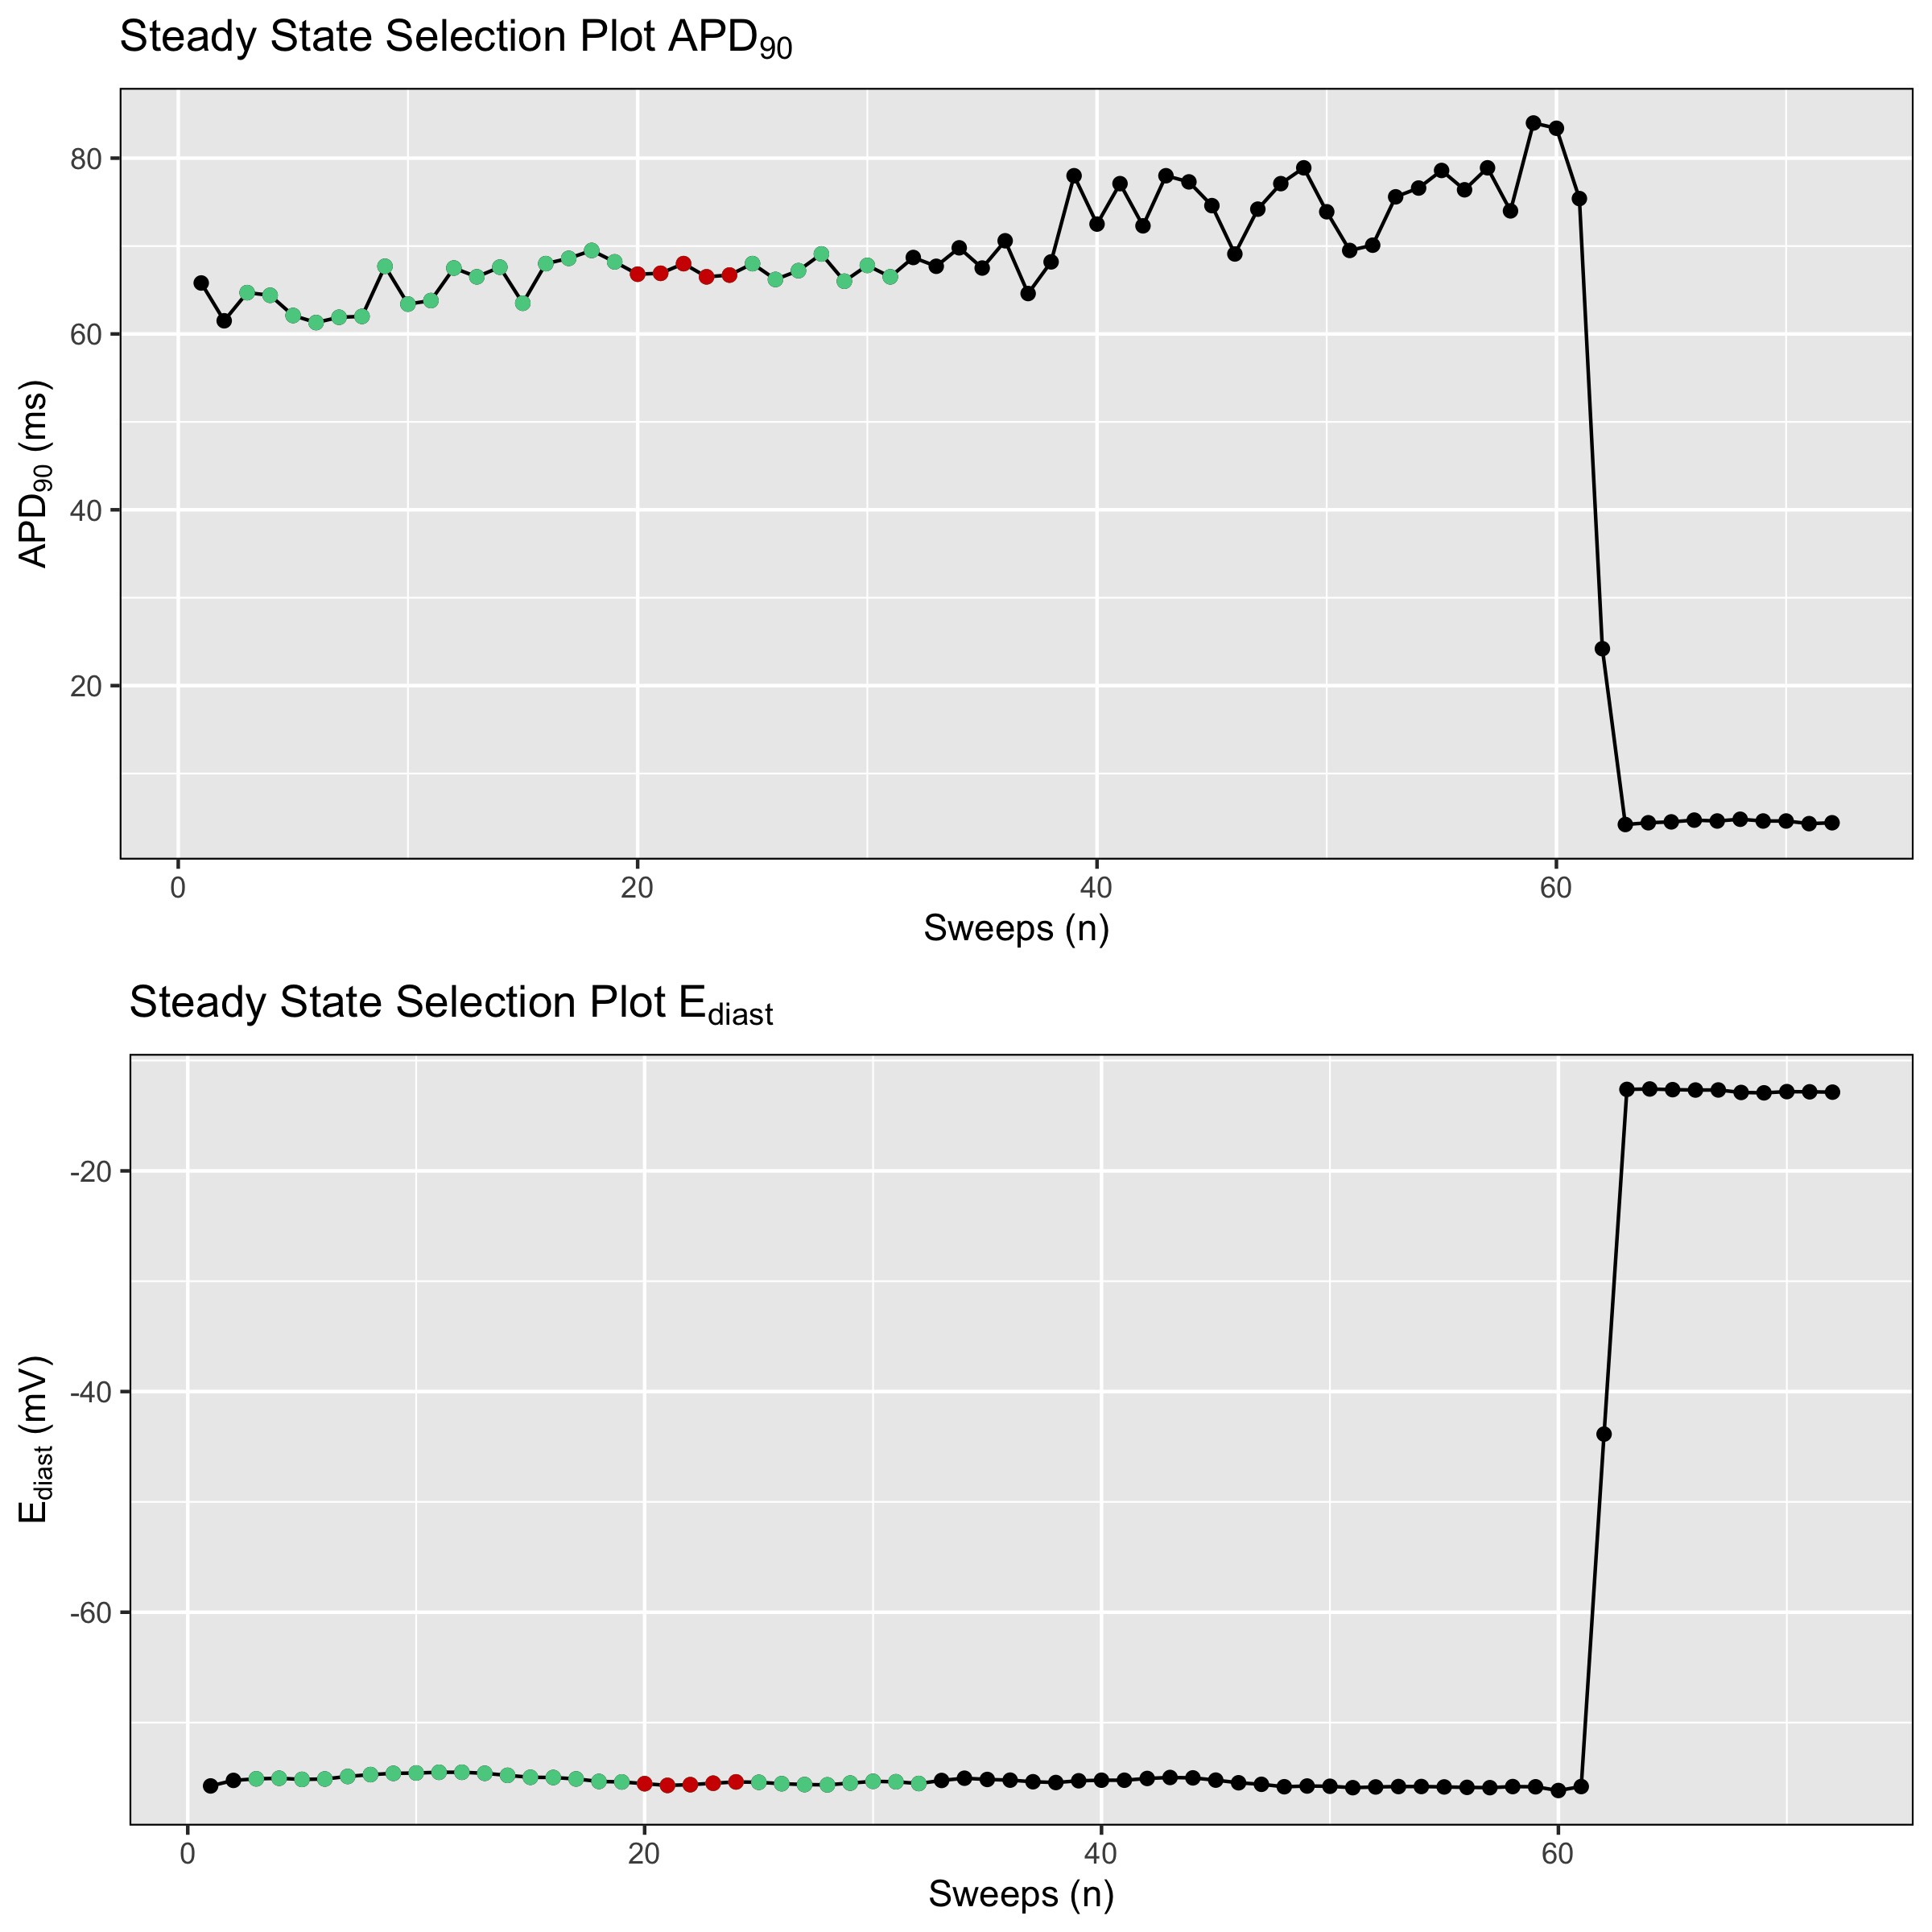 Steady State Selection Plot APD90
APD90 (ms)
80
60
40
20
0 20 40 60
Sweeps (n)
Steady State Selection Plot Ediast
Ediast (mV)
-20
-40
-60
0 20 40 60
Sweeps (n)